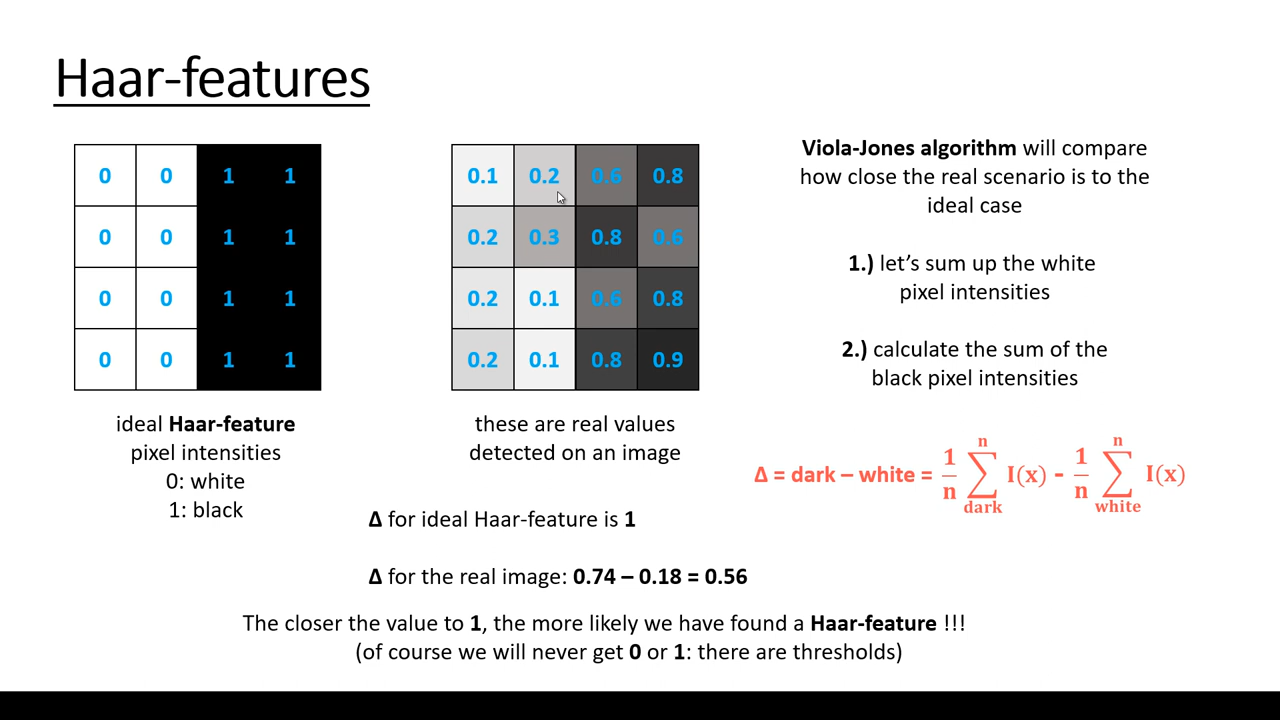 Haar-features
0 0 1 1
0 0 1 1
0 0 1 1
0 0 1 1
ideal Haar-feature
pixel intensities
0: white
1: black
0.1 0.2 0.6 0.8
0.2 0.3 0.8 0.6
0.2 0.1 0.6 0.8
0.2 0.1 0.8 0.9
these are real values
detected on an image
Viola-Jones algorithm will compare
how close the real scenario is to the
ideal case
1.) let's sum up the white
pixel intensities
2.) calculate the sum of the
black pixel intensities
Δ = dark – white = 1/n ∑ n dark I(x) - 1/n ∑ n white I(x)
Δ for ideal Haar-feature is 1
Δ for the real image: 0.74 – 0.18 = 0.56
The closer the value to 1, the more likely we have found a Haar-feature !!!
(of course we will never get 0 or 1: there are thresholds)